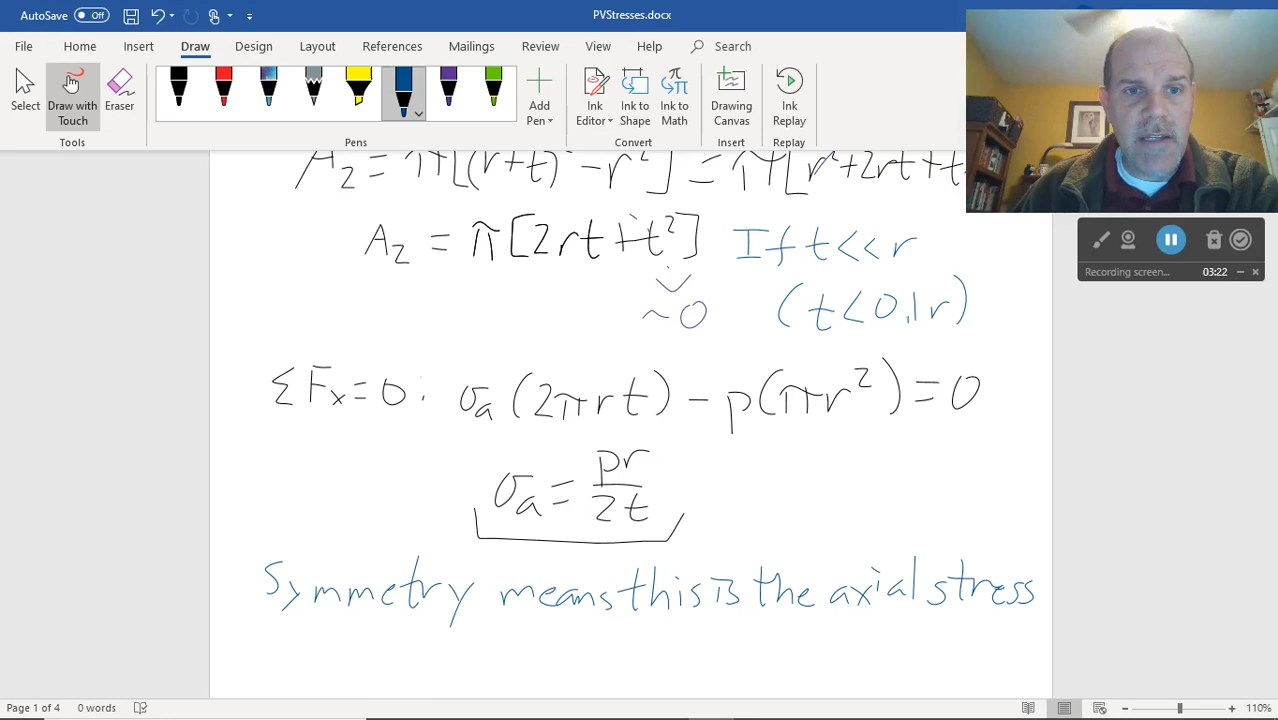 AutoSave Off PVStresses.docx
File Home Insert Draw Design Layout References Mailings Review View Help Search
Select Draw with Touch Eraser Add Pen Ink Editor Ink to Shape Ink to Math Drawing Canvas Ink Replay
Tools Pens Convert Insert Replay
A₂ = π[(r+t)² − r²] = π[r²+2rt+t
A₂ = π[2rt + t²] If t << r
~0 (t < 0.1r)
Recording screen... 03:22
ΣFₓ = 0: σₐ(2πrt) − p(πr²) = 0
σₐ = pr/2t
Symmetry means this is the axial stress
Page 1 of 4 0 words 110%